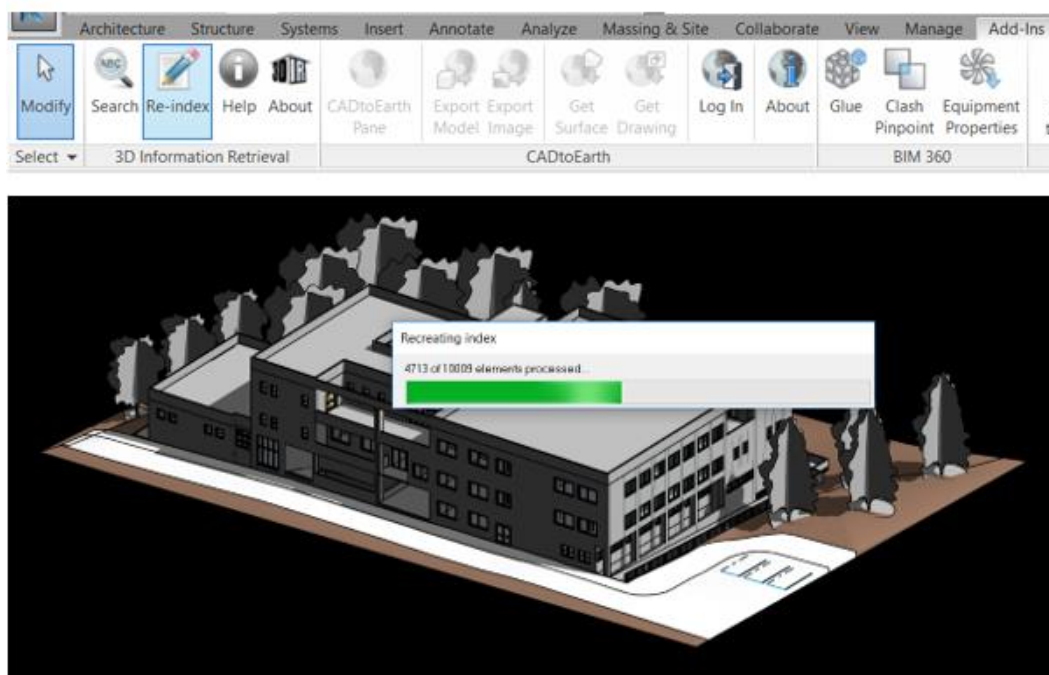 Architecture Structure Systems Insert Annotate Analyze Massing & Site Collaborate View Manage Add-Ins
ABC 3DIR
Modify Search Re-index Help About CADtoEarth Export Export Get Get Log In About Glue Clash Equipment
Pane Model Image Surface Drawing Pinpoint Properties
Select 3D Information Retrieval CADtoEarth BIM 360
Recreating index
4713 of 10009 elements processed...